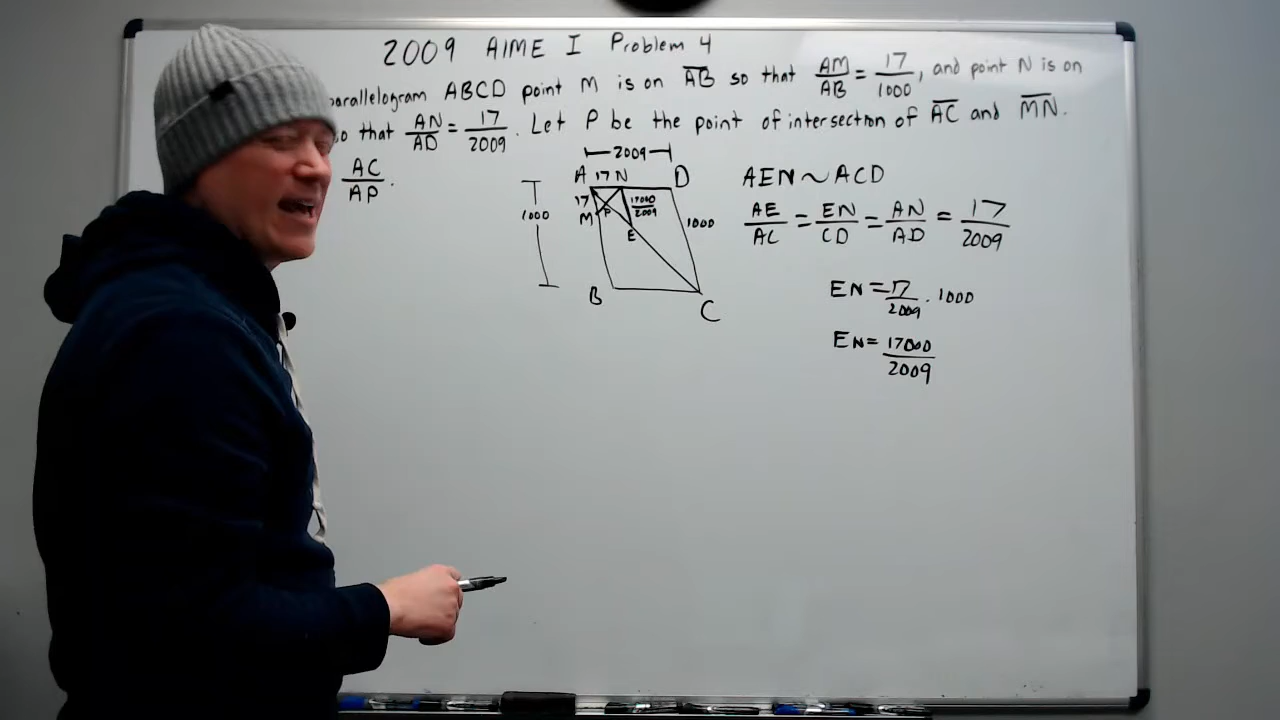 2009 AIME I Problem 4
parallelogram ABCD point M is on AB so that AM/AB = 17/1000, and point N is on
so that AN/AD = 17/2009. Let P be the point of intersection of AC and MN.
AC/AP.
2009
A 17 N D
17
M P 17000/2009
1000
1000
E
B
C
AEN ~ ACD
AE/AC = EN/CD = AN/AD = 17/2009
EN = 17/2009 · 1000
EN = 17000/2009